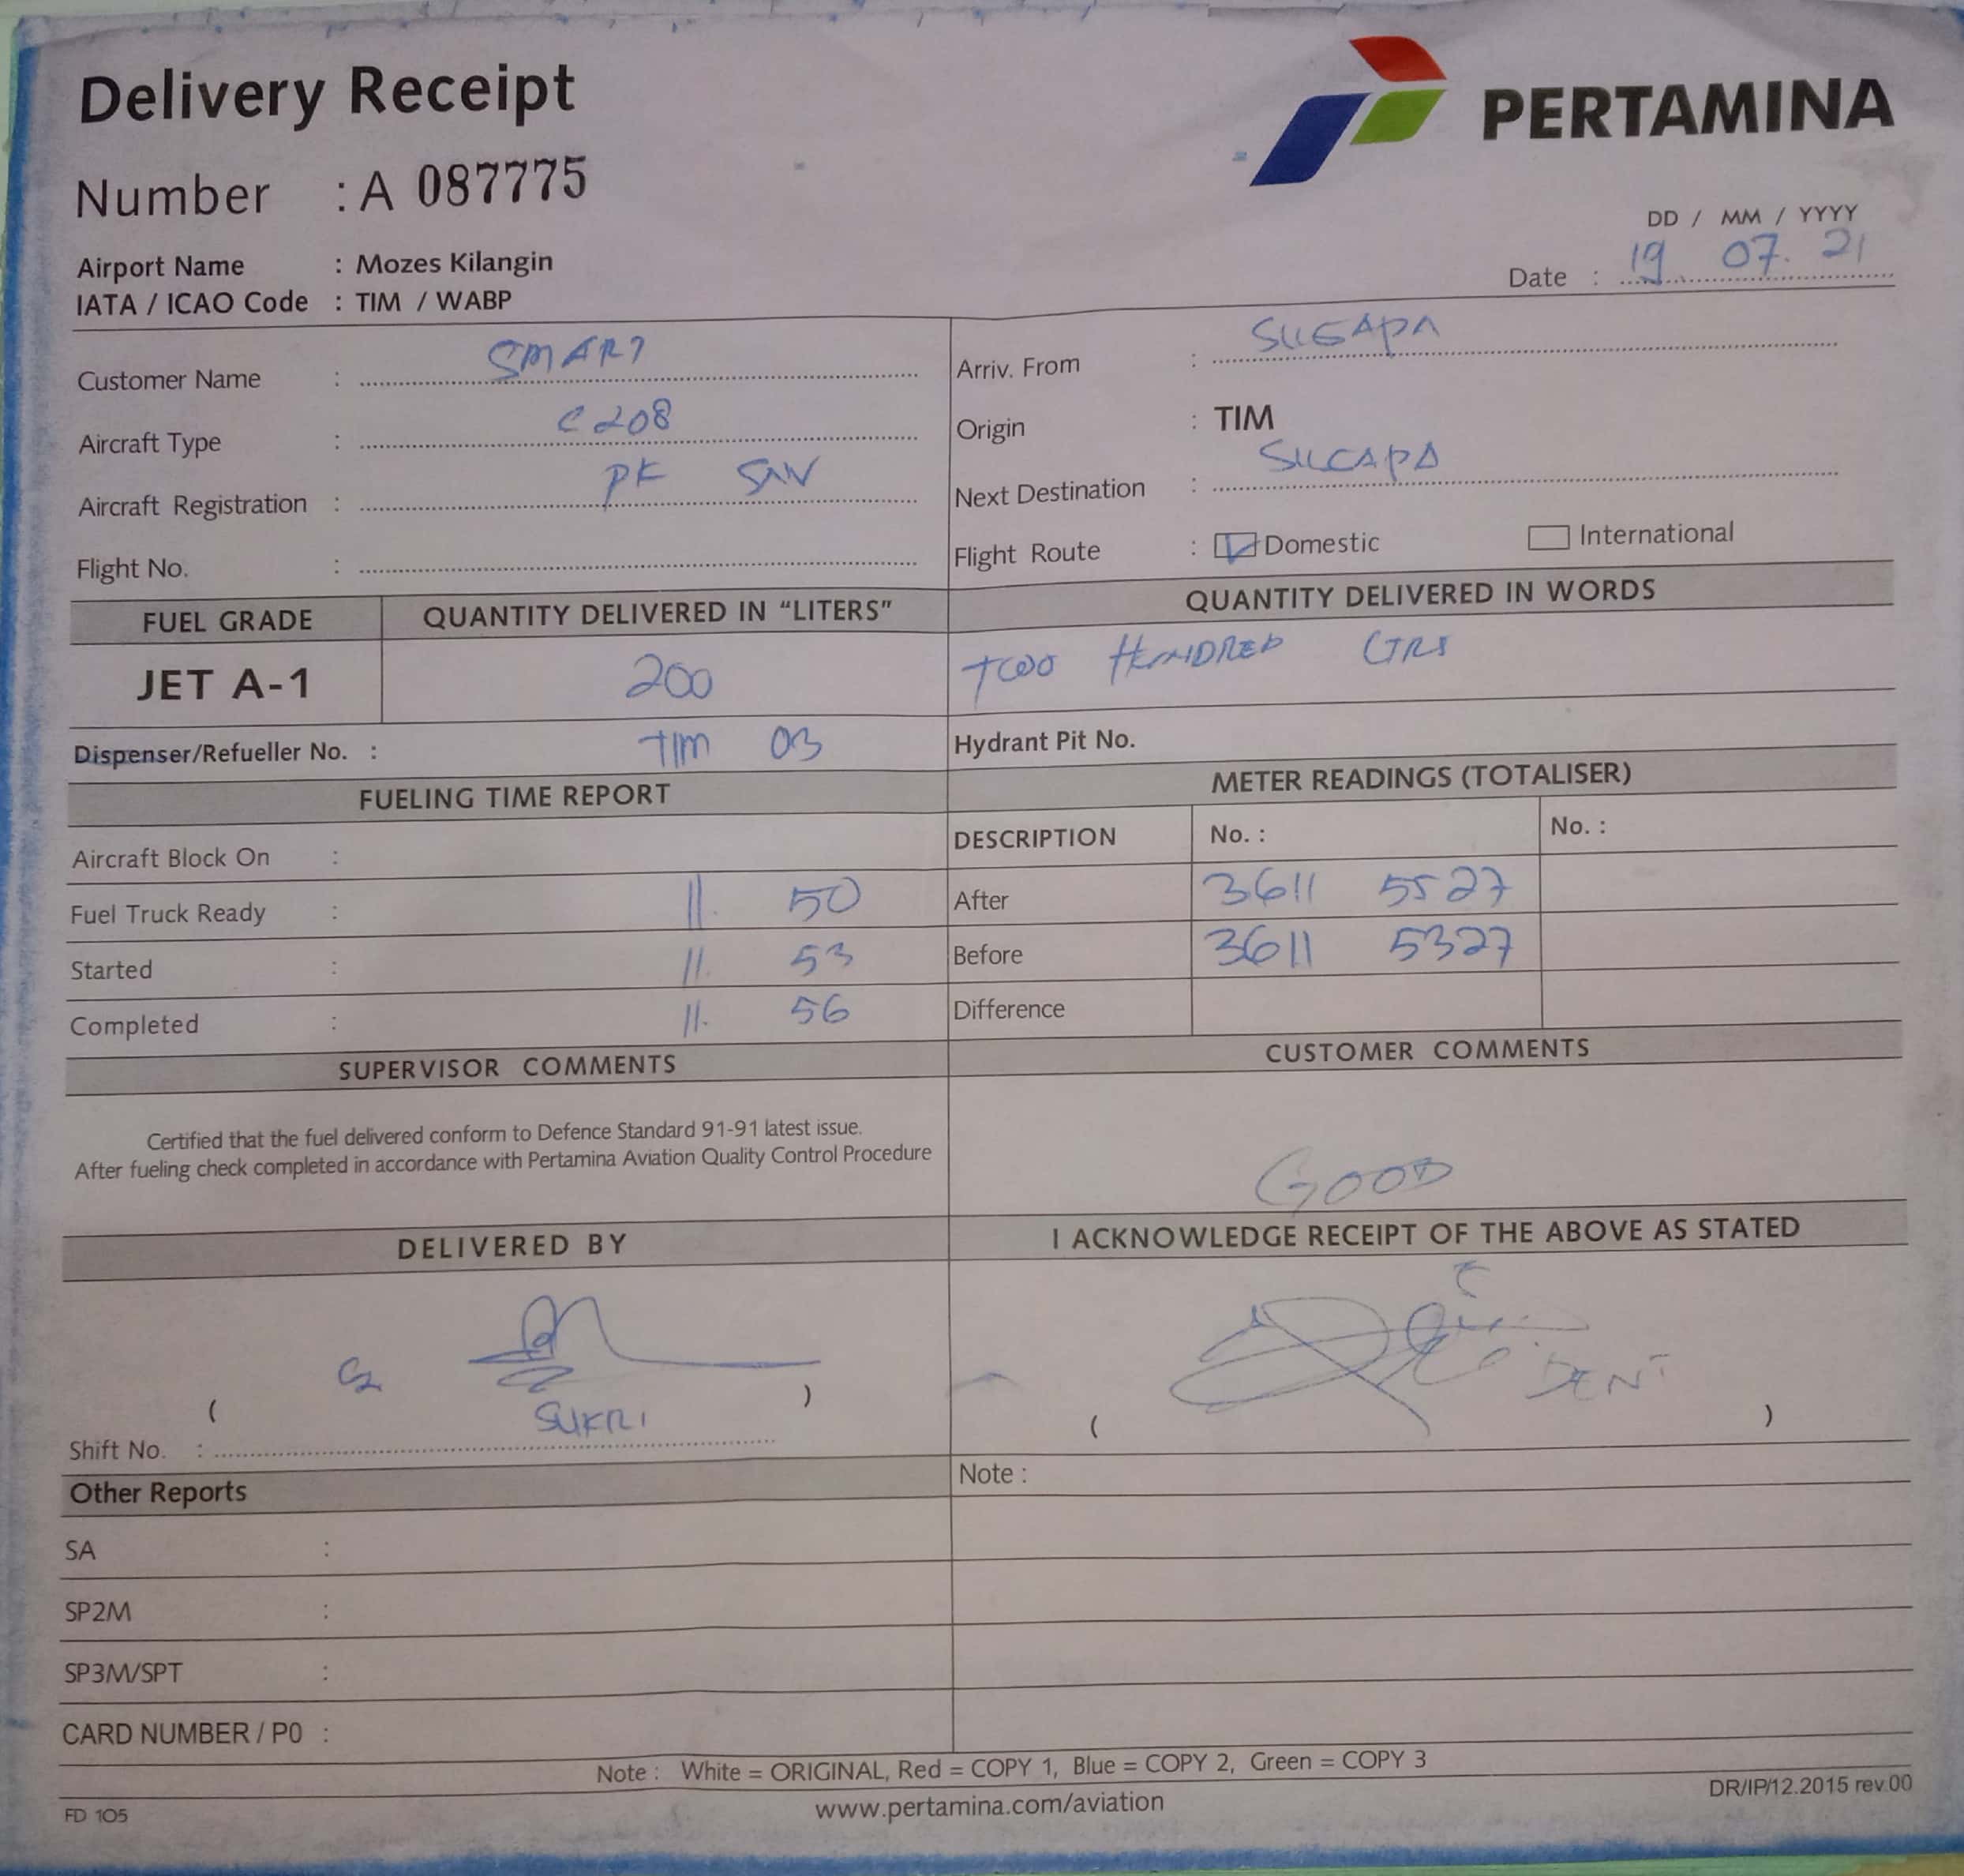 Delivery Receipt
PERTAMINA
Number : A 087775
DD / MM / YYYY
Airport Name : Mozes Kilangin
Date : 19 07. 21
IATA / ICAO Code : TIM / WABP
Customer Name : SMART
Arriv. From : SUGAPA
Aircraft Type : C208
Origin : TIM
Aircraft Registration : PK
Next Destination : SUGAPA
Flight No. :
Flight Route : Domestic International
FUEL GRADE QUANTITY DELIVERED IN "LITERS" QUANTITY DELIVERED IN WORDS
JET A-1 200 TWO HUNDRED LTRS
Dispenser/Refueller No. : TIM 03
Hydrant Pit No.
FUELING TIME REPORT
METER READINGS (TOTALISER)
DESCRIPTION No. : No. :
Aircraft Block On :
Fuel Truck Ready : 11. 50
After 3611 5527
Started : 11. 53
Before 3611 5327
Completed : 11. 56
Difference
SUPERVISOR COMMENTS
CUSTOMER COMMENTS
Certified that the fuel delivered conform to Defence Standard 91-91 latest issue.
After fueling check completed in accordance with Pertamina Aviation Quality Control Procedure
GOOD
DELIVERED BY
I ACKNOWLEDGE RECEIPT OF THE ABOVE AS STATED
( SUKRI )
( )
Shift No. :
Note :
Other Reports
SA :
SP2M :
SP3M/SPT :
CARD NUMBER / P0 :
Note : White = ORIGINAL, Red = COPY 1, Blue = COPY 2, Green = COPY 3
FD 105
www.pertamina.com/aviation
DR/IP/12.2015 rev.00